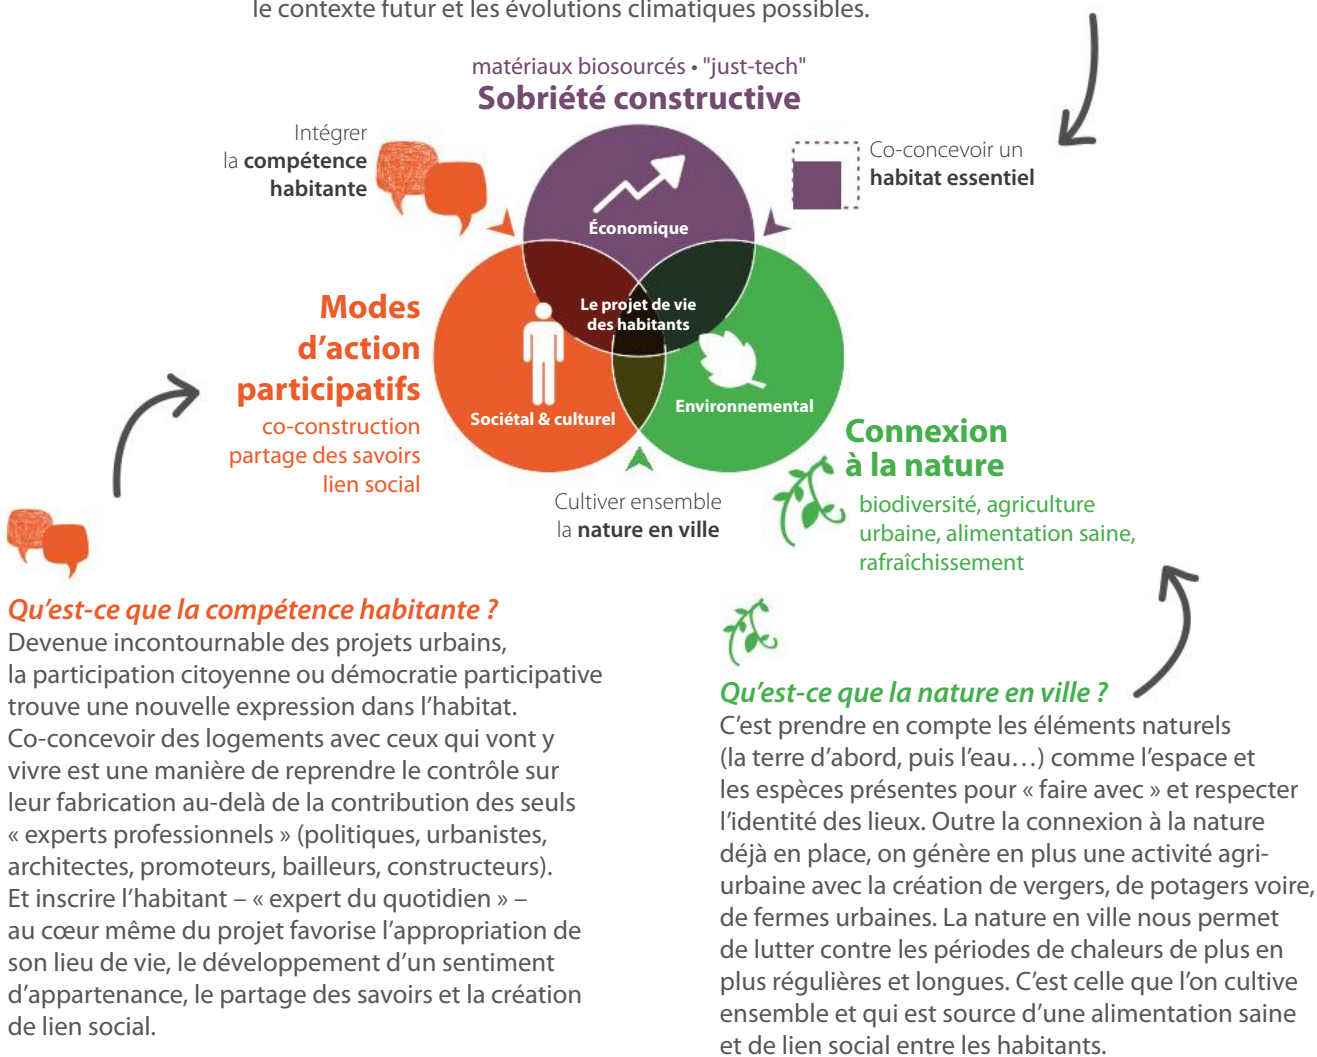 le contexte futur et les évolutions climatiques possibles.
matériaux biosourcés • "just-tech"
Sobriété constructive
Intégrer
la compétence
habitante
Co-concevoir un
habitat essentiel
Économique
Le projet de vie
des habitants
Modes
d’action
participatifs
co-construction
partage des savoirs
lien social
Sociétal & culturel
Environnemental
Connexion
à la nature
biodiversité, agriculture
urbaine, alimentation saine,
rafraîchissement
Cultiver ensemble
la nature en ville
Qu’est-ce que la compétence habitante ?
Devenue incontournable des projets urbains,
la participation citoyenne ou démocratie participative
trouve une nouvelle expression dans l’habitat.
Co-concevoir des logements avec ceux qui vont y
vivre est une manière de reprendre le contrôle sur
leur fabrication au-delà de la contribution des seuls
« experts professionnels » (politiques, urbanistes,
architectes, promoteurs, bailleurs, constructeurs).
Et inscrire l’habitant – « expert du quotidien » –
au cœur même du projet favorise l’appropriation de
son lieu de vie, le développement d’un sentiment
d’appartenance, le partage des savoirs et la création
de lien social.
Qu’est-ce que la nature en ville ?
C’est prendre en compte les éléments naturels
(la terre d’abord, puis l’eau…) comme l’espace et
les espèces présentes pour « faire avec » et respecter
l’identité des lieux. Outre la connexion à la nature
déjà en place, on génère en plus une activité agri-
urbaine avec la création de vergers, de potagers voire,
de fermes urbaines. La nature en ville nous permet
de lutter contre les périodes de chaleurs de plus en
plus régulières et longues. C’est celle que l’on cultive
ensemble et qui est source d’une alimentation saine
et de lien social entre les habitants.